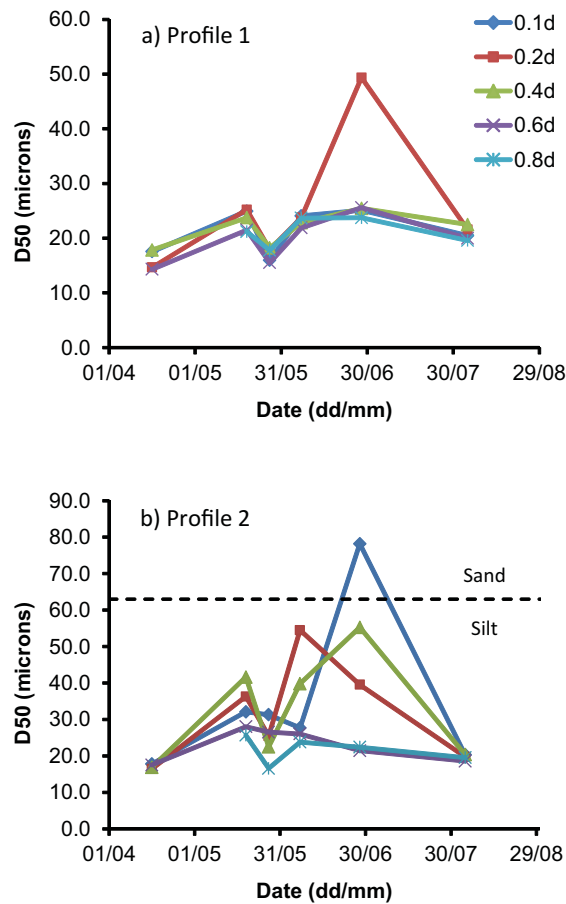 a) Profile 1
0.1d
0.2d
0.4d
0.6d
0.8d
D50 (microns)
60.0
50.0
40.0
30.0
20.0
10.0
0.0
01/04 01/05 31/05 30/06 30/07 29/08
Date (dd/mm)
b) Profile 2
Sand
Silt
D50 (microns)
90.0
80.0
70.0
60.0
50.0
40.0
30.0
20.0
10.0
0.0
01/04 01/05 31/05 30/06 30/07 29/08
Date (dd/mm)